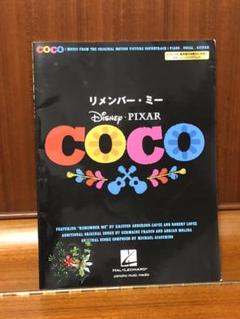 COCO / MUSIC FROM THE ORIGINAL MOTION PICTURE SOUNDTRACK / PIANO . VOCAL . GUITAR
リメンバー・ミー
Disney · PIXAR
COCO
FEATURING "REMEMBER ME" BY KRISTEN ANDERSON-LOPEZ AND ROBERT LOPEZ
ADDITIONAL ORIGINAL SONGS BY GERMAINE FRANCO AND ADRIAN MOLINA
ORIGINAL SCORE COMPOSED BY MICHAEL GIACCHINO
HAL•LEONARD
yamaha music media